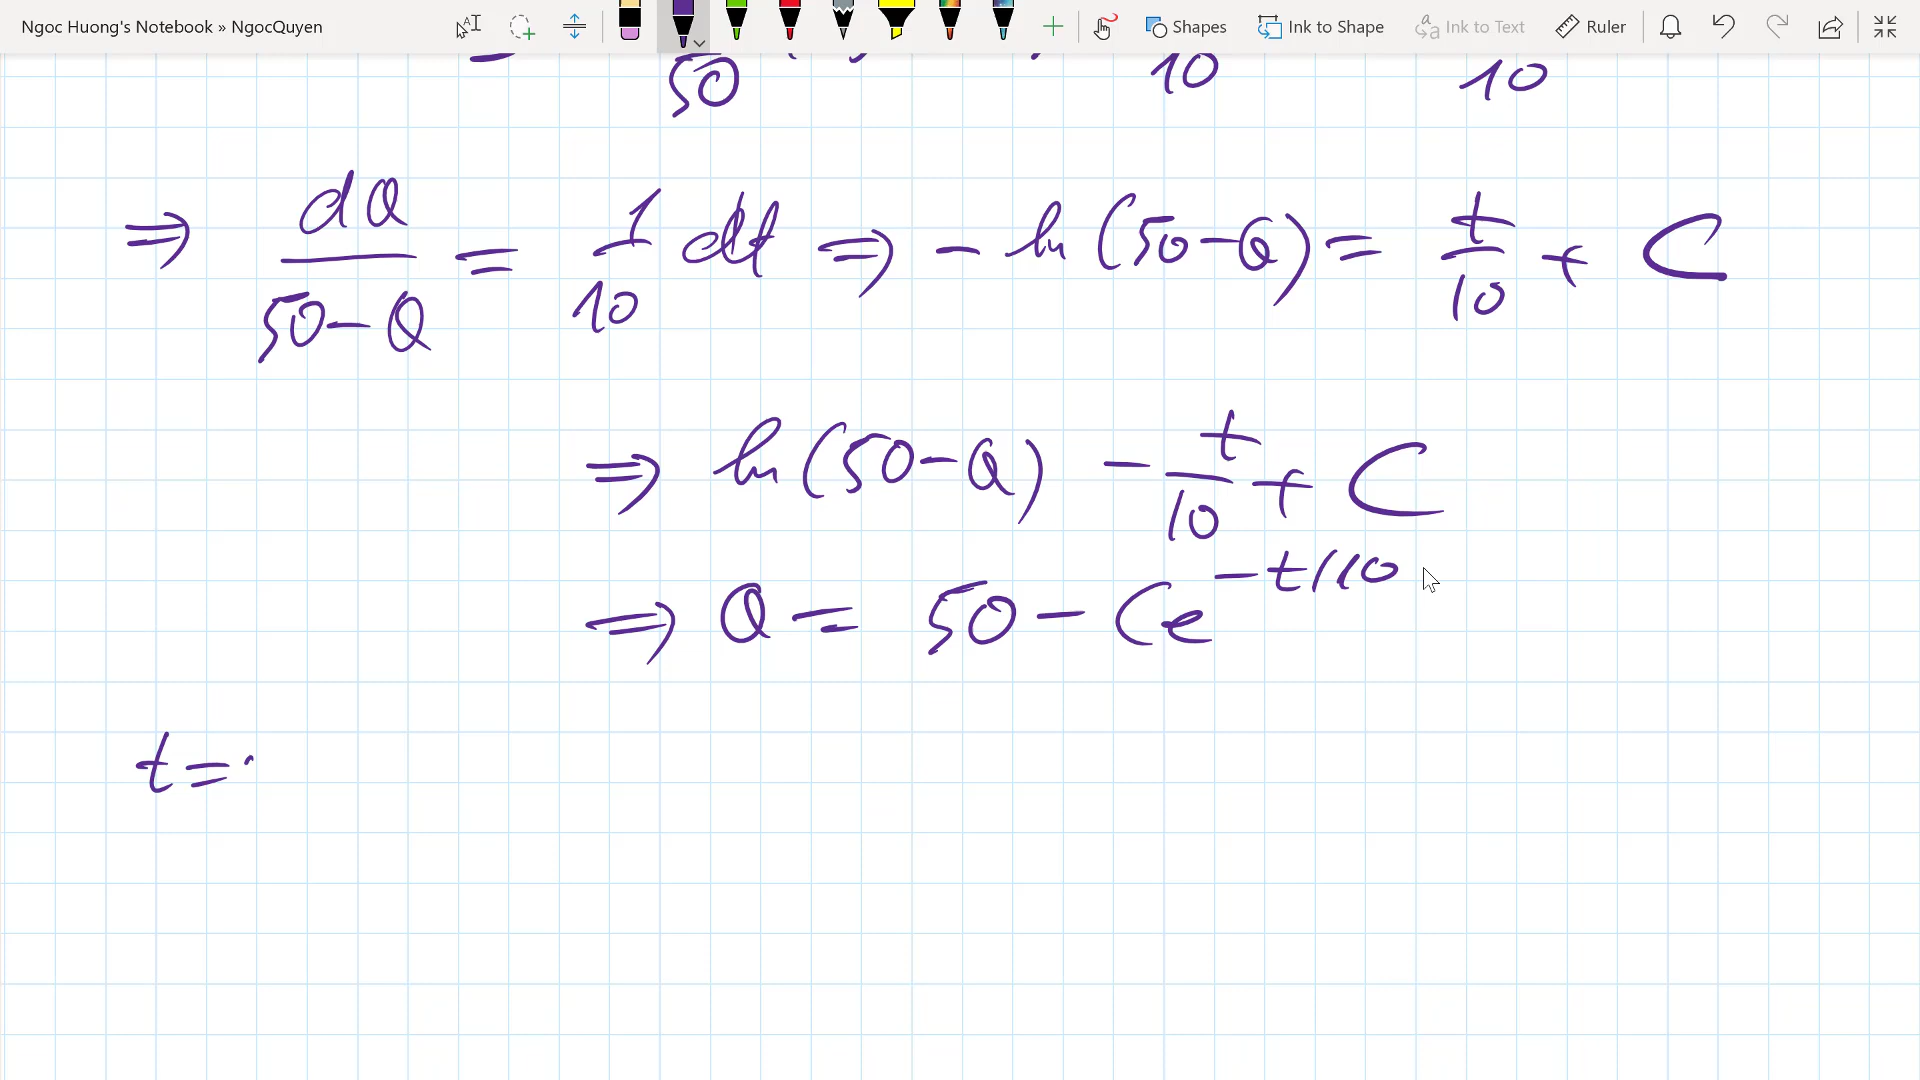 Ngoc Huong's Notebook » NgocQuyen Shapes Ink to Shape Ink to Text Ruler
50 10 10
⇒ dQ/(50-Q) = 1/10 dt ⇒ - ln(50-Q) = t/10 + C
⇒ ln(50-Q) - t/10 + C
⇒ Q = 50 - Ce^(-t/10)
t=